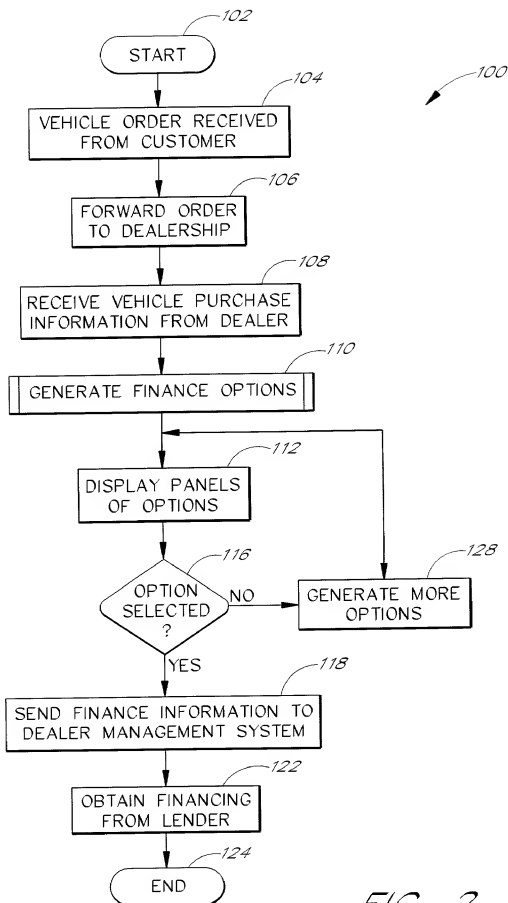 102
START
100
104
VEHICLE ORDER RECEIVED
FROM CUSTOMER
106
FORWARD ORDER
TO DEALERSHIP
108
RECEIVE VEHICLE PURCHASE
INFORMATION FROM DEALER
110
GENERATE FINANCE OPTIONS
112
DISPLAY PANELS
OF OPTIONS
116
OPTION
SELECTED
?
NO
128
GENERATE MORE
OPTIONS
YES
118
SEND FINANCE INFORMATION TO
DEALER MANAGEMENT SYSTEM
122
OBTAIN FINANCING
FROM LENDER
124
END